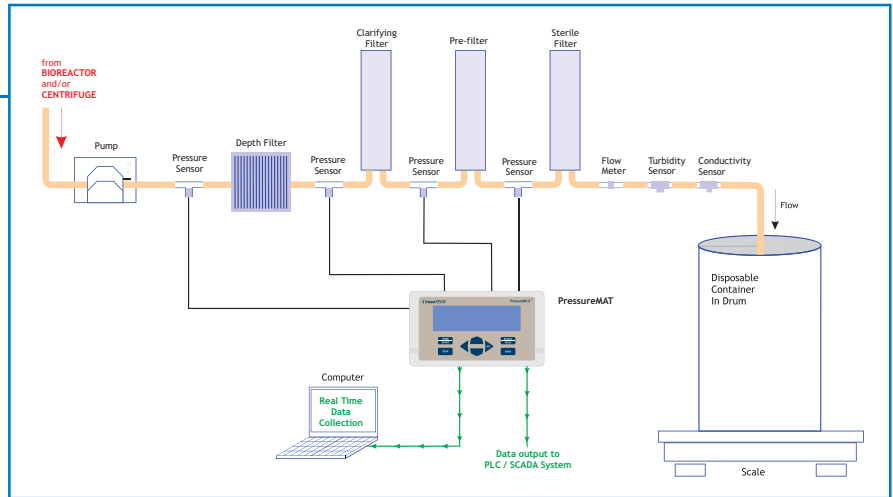 Clarifying
Filter
Pre-filter
Sterile
Filter
from
BIOREACTOR
and/or
CENTRIFUGE
Pump
Pressure
Sensor
Depth Filter
Pressure
Sensor
Pressure
Sensor
Pressure
Sensor
Flow
Meter
Turbidity
Sensor
Conductivity
Sensor
Flow
Disposable
Container
In Drum
PressureMAT
Computer
Real Time
Data
Collection
Data output to
PLC / SCADA System
Scale